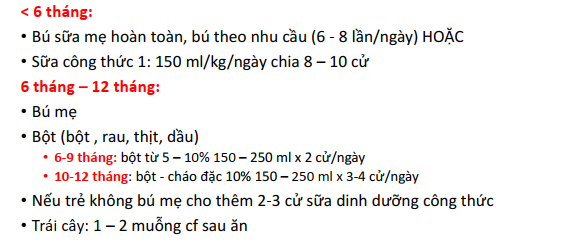 < 6 tháng:
• Bú sữa mẹ hoàn toàn, bú theo nhu cầu (6 - 8 lần/ngày) HOẶC
• Sữa công thức 1: 150 ml/kg/ngày chia 8 – 10 cử
6 tháng – 12 tháng:
• Bú mẹ
• Bột (bột , rau, thịt, dầu)
• 6-9 tháng: bột từ 5 – 10% 150 – 250 ml x 2 cử/ngày
• 10-12 tháng: bột - cháo đặc 10% 150 – 250 ml x 3-4 cử/ngày
• Nếu trẻ không bú mẹ cho thêm 2-3 cử sữa dinh dưỡng công thức
• Trái cây: 1 – 2 muỗng cf sau ăn